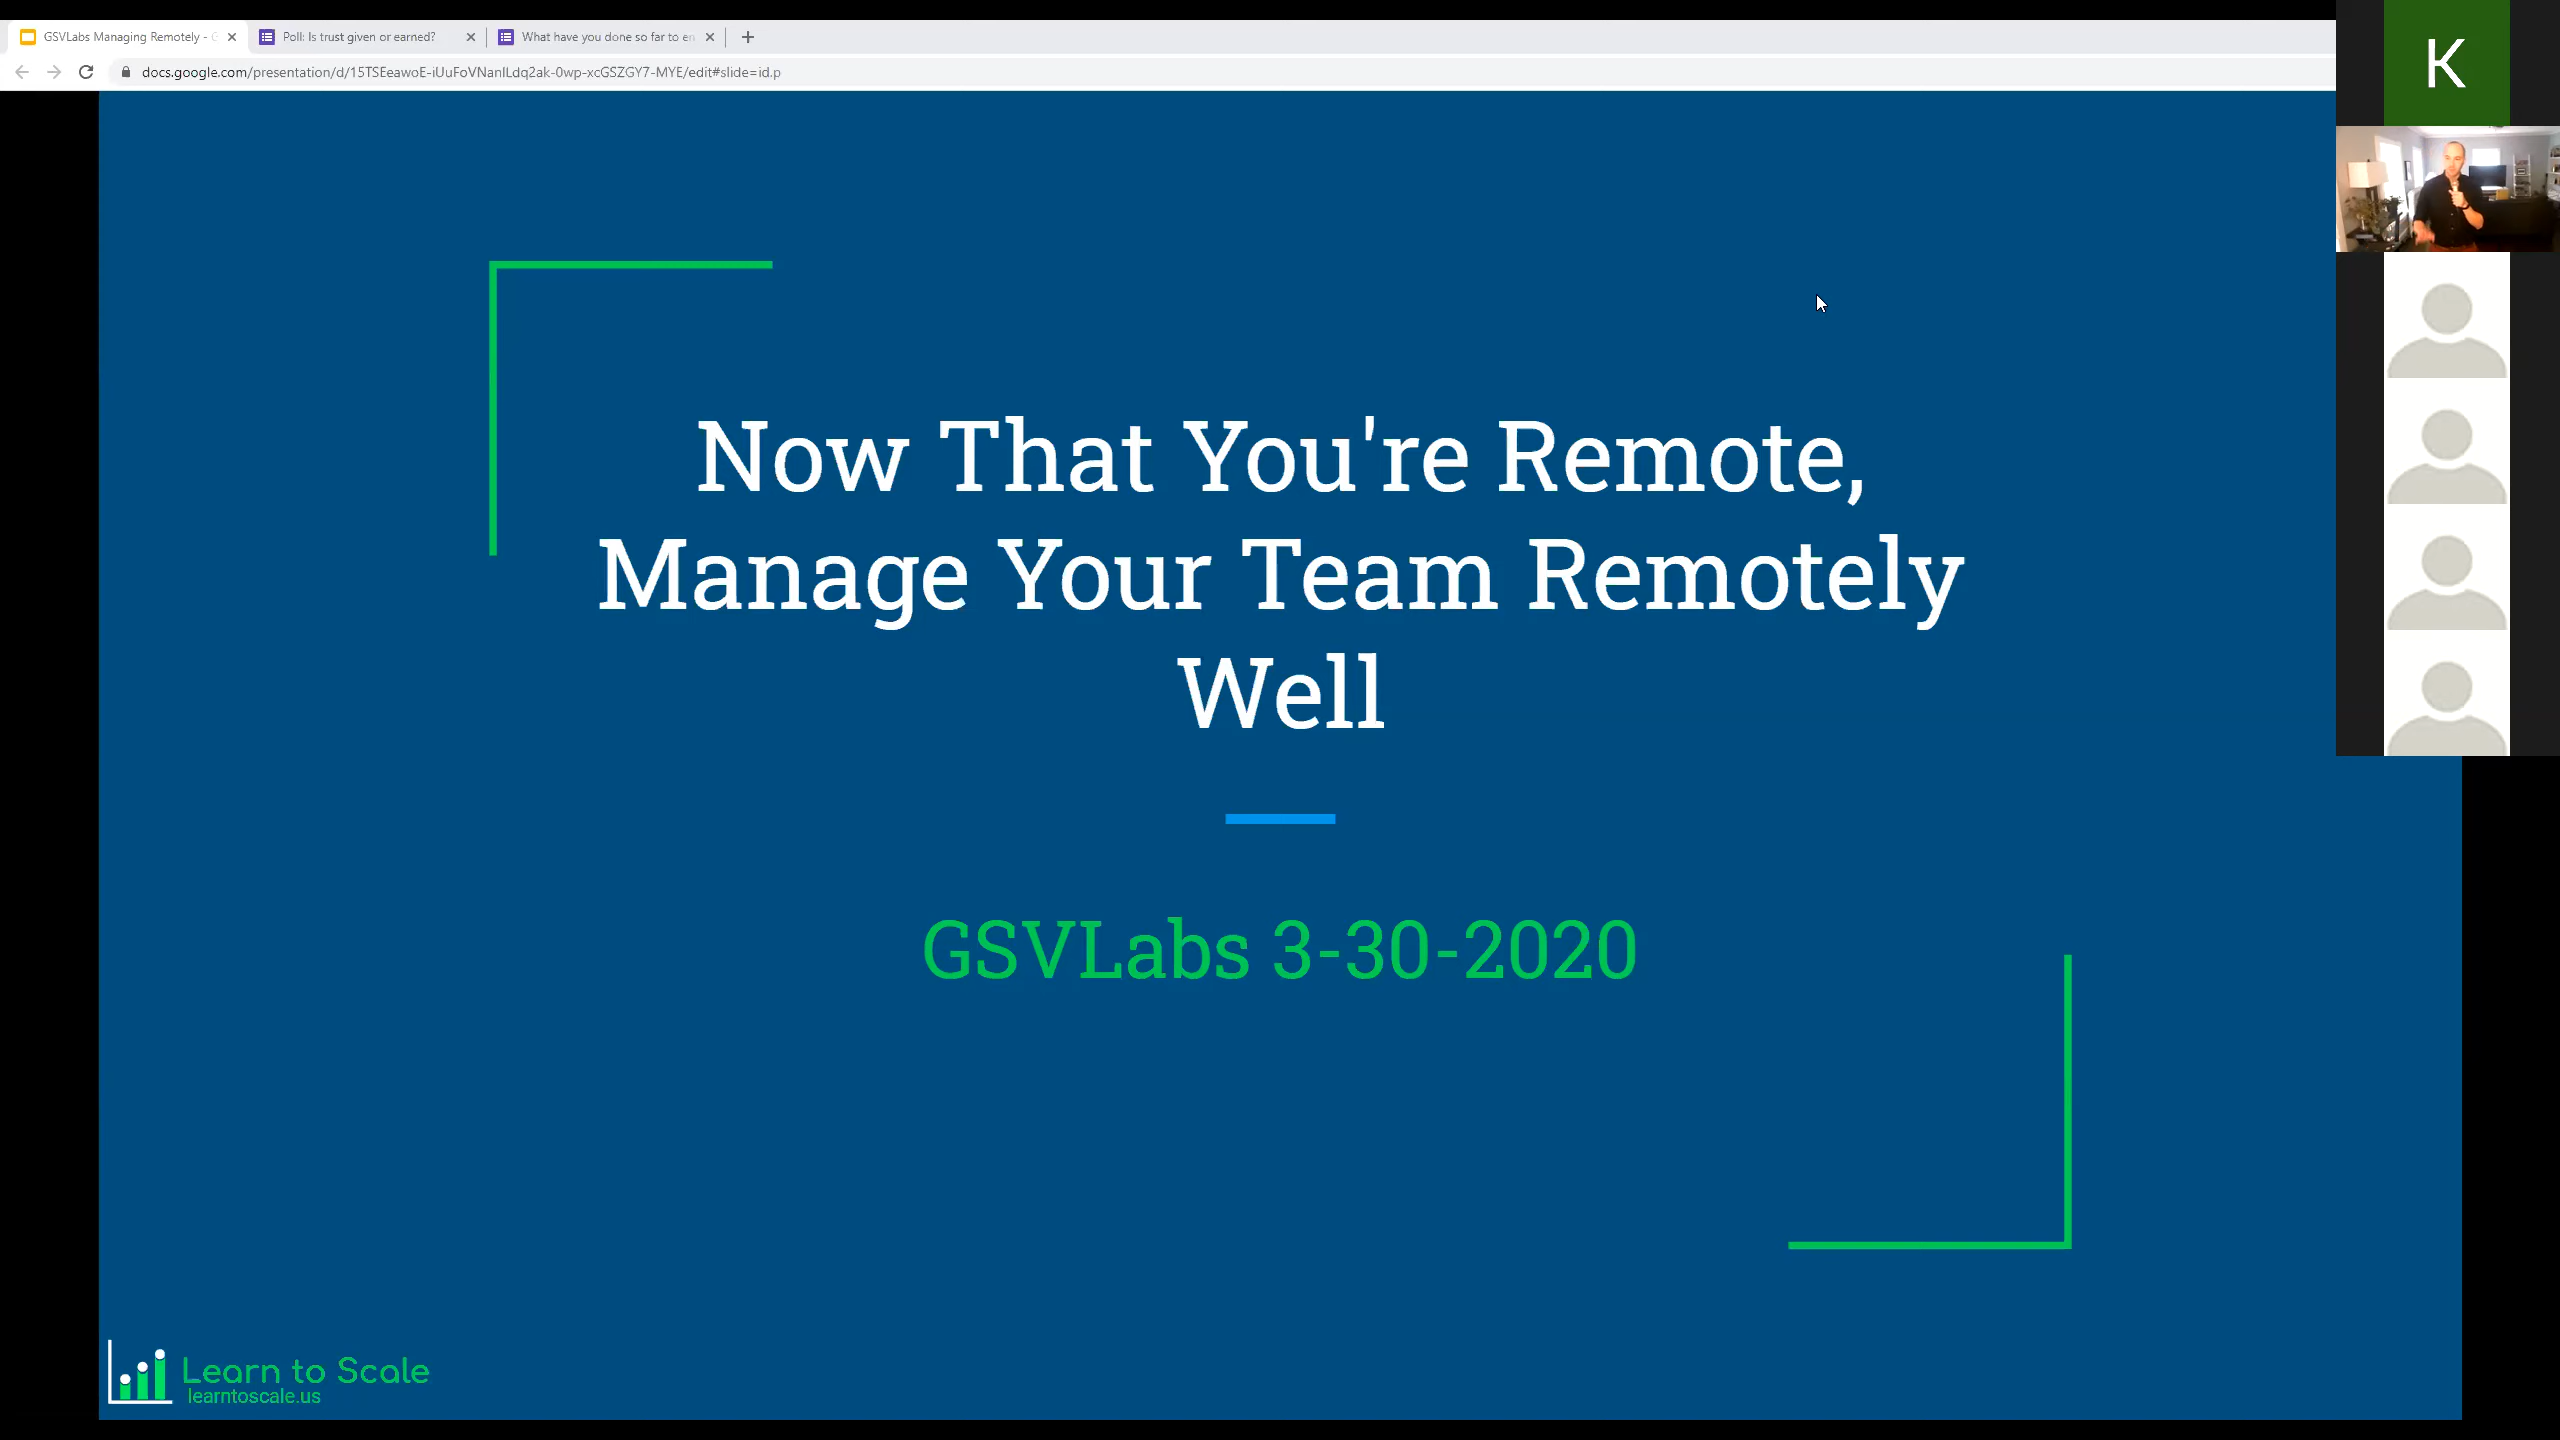 GSVLabs Managing Remotely - G
Poll: Is trust given or earned?
What have you done so far to en
docs.google.com/presentation/d/15TSEeawoE-iUuFoVNanILdq2ak-0wp-xcGSZGY7-MYE/edit#slide=id.p
K
Now That You're Remote,
Manage Your Team Remotely
Well
GSVLabs 3-30-2020
Learn to Scale
learntoscale.us